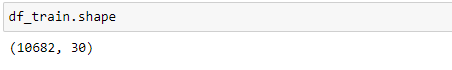 df_train.shape
(10682, 30)